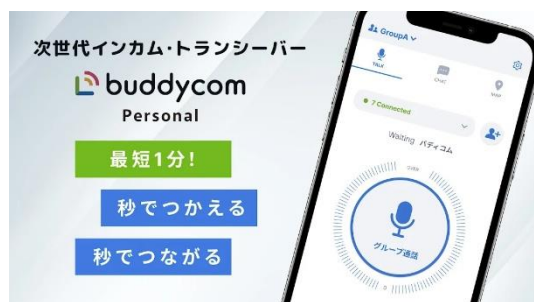 次世代インカム・トランシーバー
buddycom
Personal
最短1分!
秒でつかえる
秒でつながる
GroupA
TALK
CHAT
MAP
7 Connected
Waiting バディコム
グループ通話